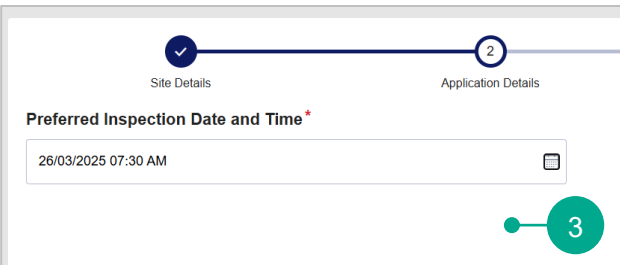 2
Site Details
Application Details
Preferred Inspection Date and Time*
26/03/2025 07:30 AM
3